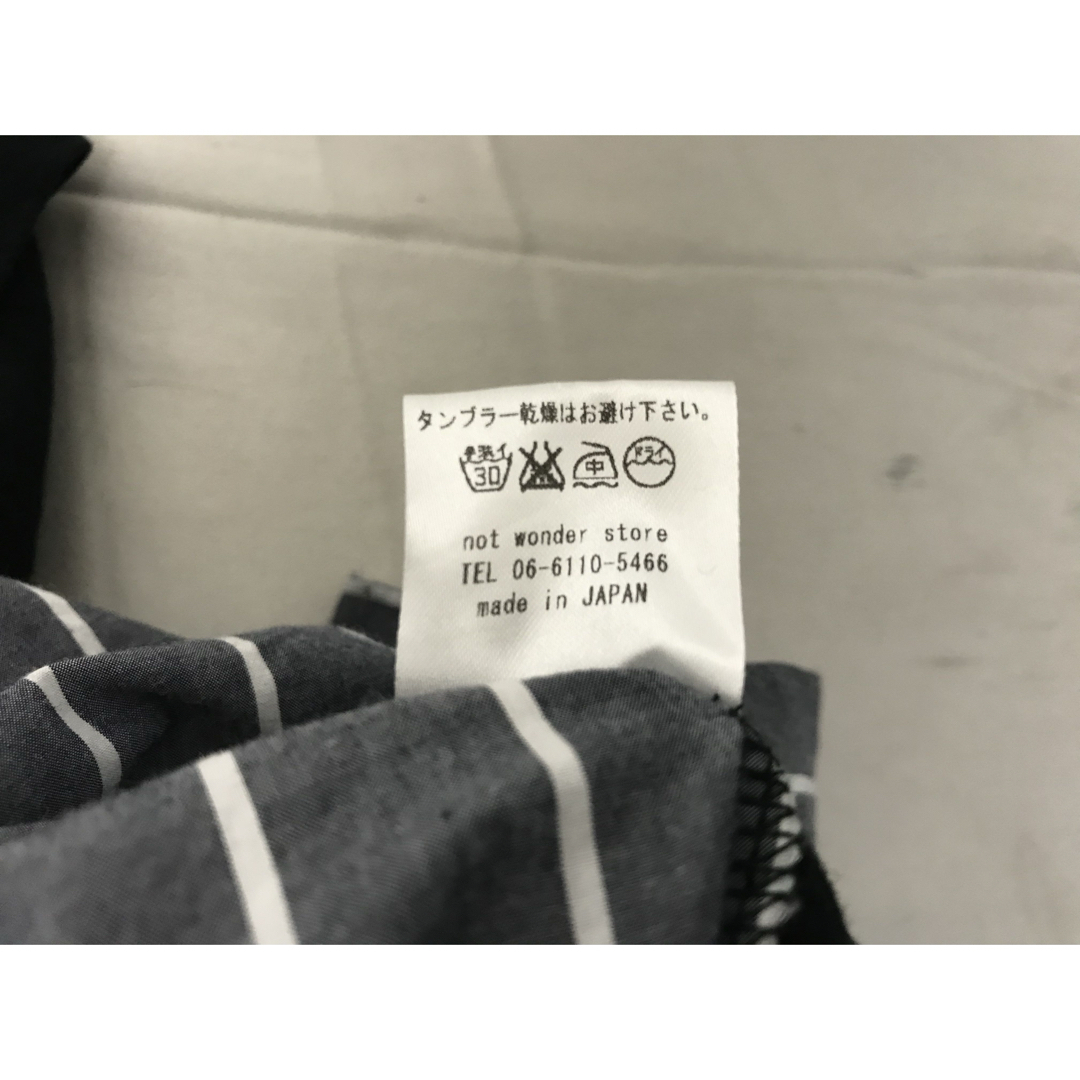 タンブラー乾燥はお避け下さい。
手洗イ 30 中 ドライ
not wonder store
TEL 06-6110-5466
made in JAPAN